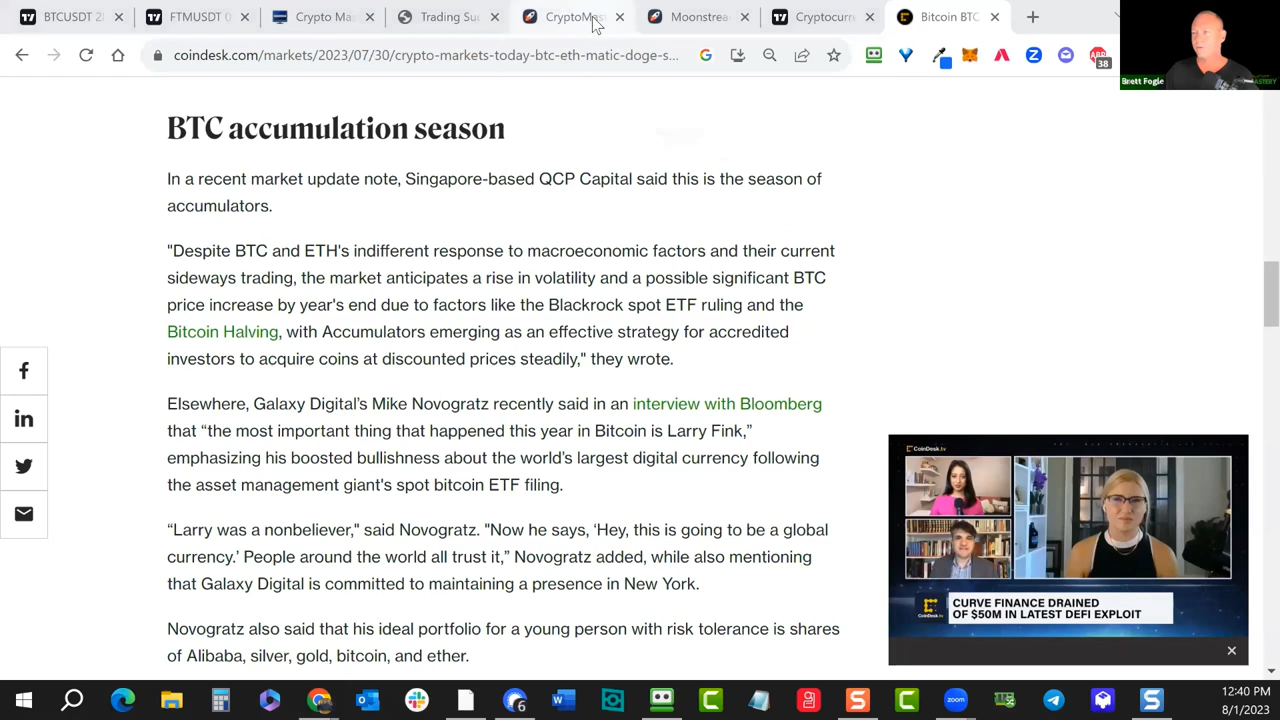 BTCUSDT 2
FTMUSDT 0
Crypto Ma
Trading Su
CryptoMas
Moonstrea
Cryptocurr
Bitcoin BTC
coindesk.com/markets/2023/07/30/crypto-markets-today-btc-eth-matic-doge-s...
38
Brett Fogle
BTC accumulation season
In a recent market update note, Singapore-based QCP Capital said this is the season of
accumulators.
"Despite BTC and ETH's indifferent response to macroeconomic factors and their current
sideways trading, the market anticipates a rise in volatility and a possible significant BTC
price increase by year's end due to factors like the Blackrock spot ETF ruling and the
Bitcoin Halving, with Accumulators emerging as an effective strategy for accredited
investors to acquire coins at discounted prices steadily," they wrote.
Elsewhere, Galaxy Digital’s Mike Novogratz recently said in an interview with Bloomberg
that “the most important thing that happened this year in Bitcoin is Larry Fink,”
emphasizing his boosted bullishness about the world’s largest digital currency following
the asset management giant's spot bitcoin ETF filing.
“Larry was a nonbeliever," said Novogratz. "Now he says, ‘Hey, this is going to be a global
currency.’ People around the world all trust it,” Novogratz added, while also mentioning
that Galaxy Digital is committed to maintaining a presence in New York.
Novogratz also said that his ideal portfolio for a young person with risk tolerance is shares
of Alibaba, silver, gold, bitcoin, and ether.
CoinDesk.tv
CURVE FINANCE DRAINED
OF $50M IN LATEST DEFI EXPLOIT
zoom
12:40 PM
8/1/2023